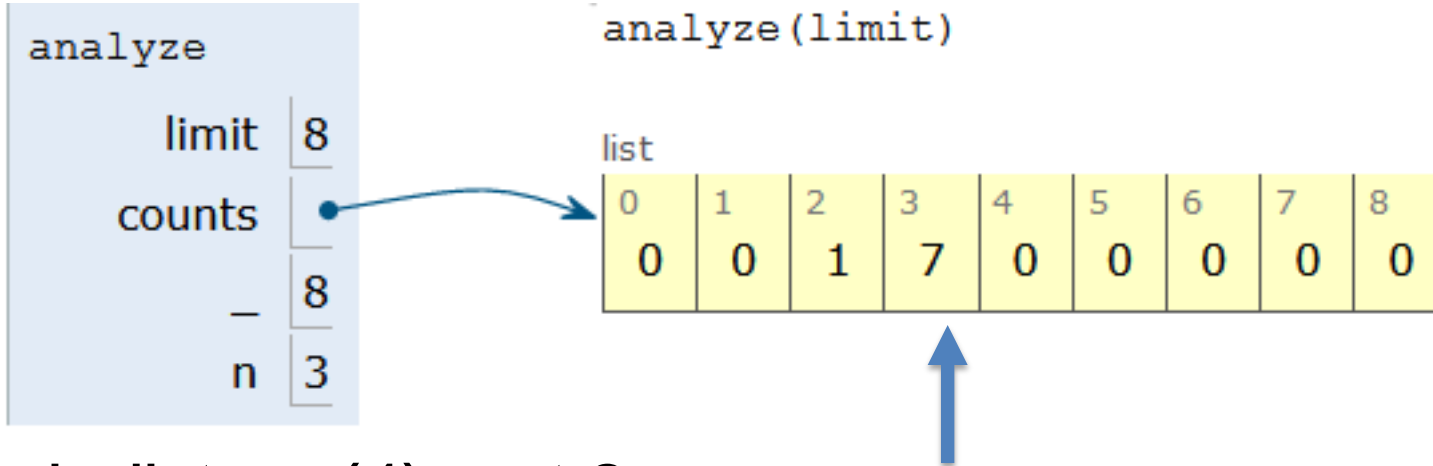 analyze
limit 8
counts
_ 8
n 3
analyze(limit)
list
0 1 2 3 4 5 6 7 8
0 0 1 7 0 0 0 0 0